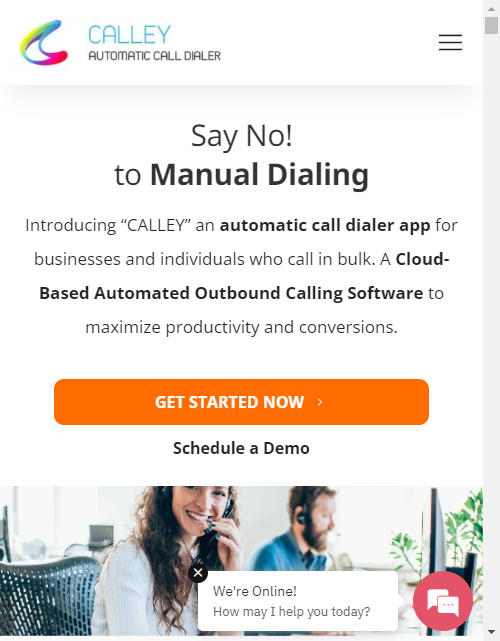 CALLEY
AUTOMATIC CALL DIALER
Say No!
to Manual Dialing
Introducing “CALLEY” an automatic call dialer app for
businesses and individuals who call in bulk. A Cloud-
Based Automated Outbound Calling Software to
maximize productivity and conversions.
GET STARTED NOW
Schedule a Demo
We're Online!
How may I help you today?